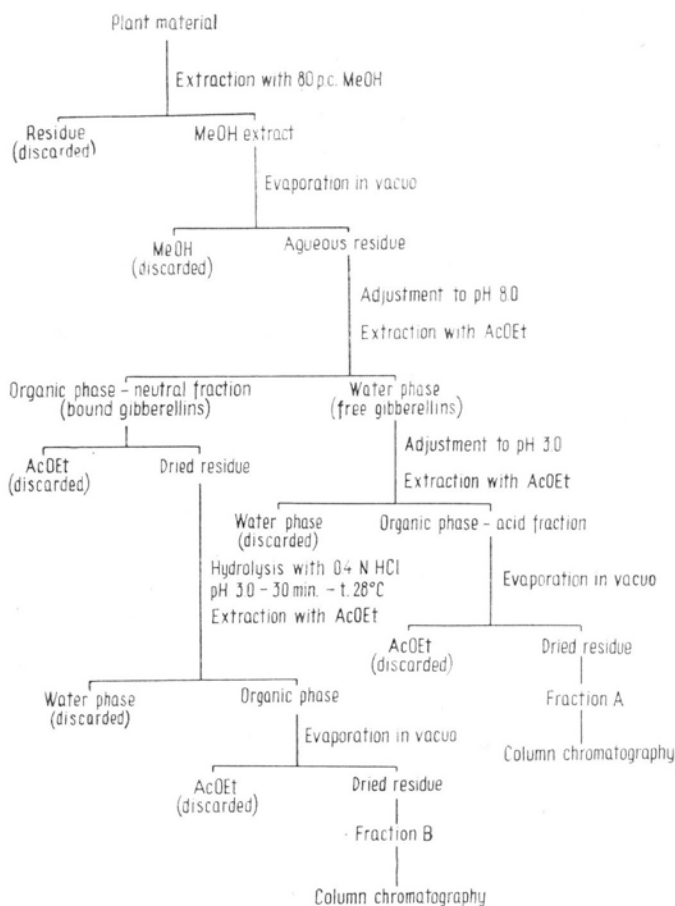 Plant material
Extraction with 80 p.c. MeOH
Residue
(discarded)
MeOH extract
Evaporation in vacuo
MeOH
(discarded)
Aqueous residue
Adjustment to pH 8.0
Extraction with AcOEt
Organic phase – neutral fraction
(bound gibberellins)
Water phase
(free gibberellins)
AcOEt
(discarded)
Dried residue
Adjustment to pH 3.0
Extraction with AcOEt
Water phase
(discarded)
Organic phase – acid fraction
Hydrolysis with 0.4 N HCl
pH 3.0 – 30 min. – t. 28°C
Extraction with AcOEt
Evaporation in vacuo
AcOEt
(discarded)
Dried residue
Fraction A
Column chromatography
Water phase
(discarded)
Organic phase
Evaporation in vacuo
AcOEt
(discarded)
Dried residue
Fraction B
Column chromatography